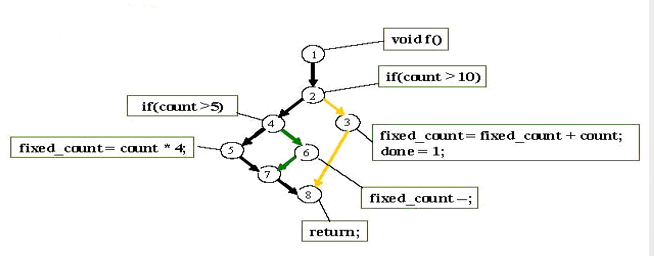 void f()
1
if(count > 10)
2
if(count >5)
4
3
fixed_count= fixed_count + count;
done = 1;
fixed_count= count * 4;
5
6
7
fixed_count--;
8
return;